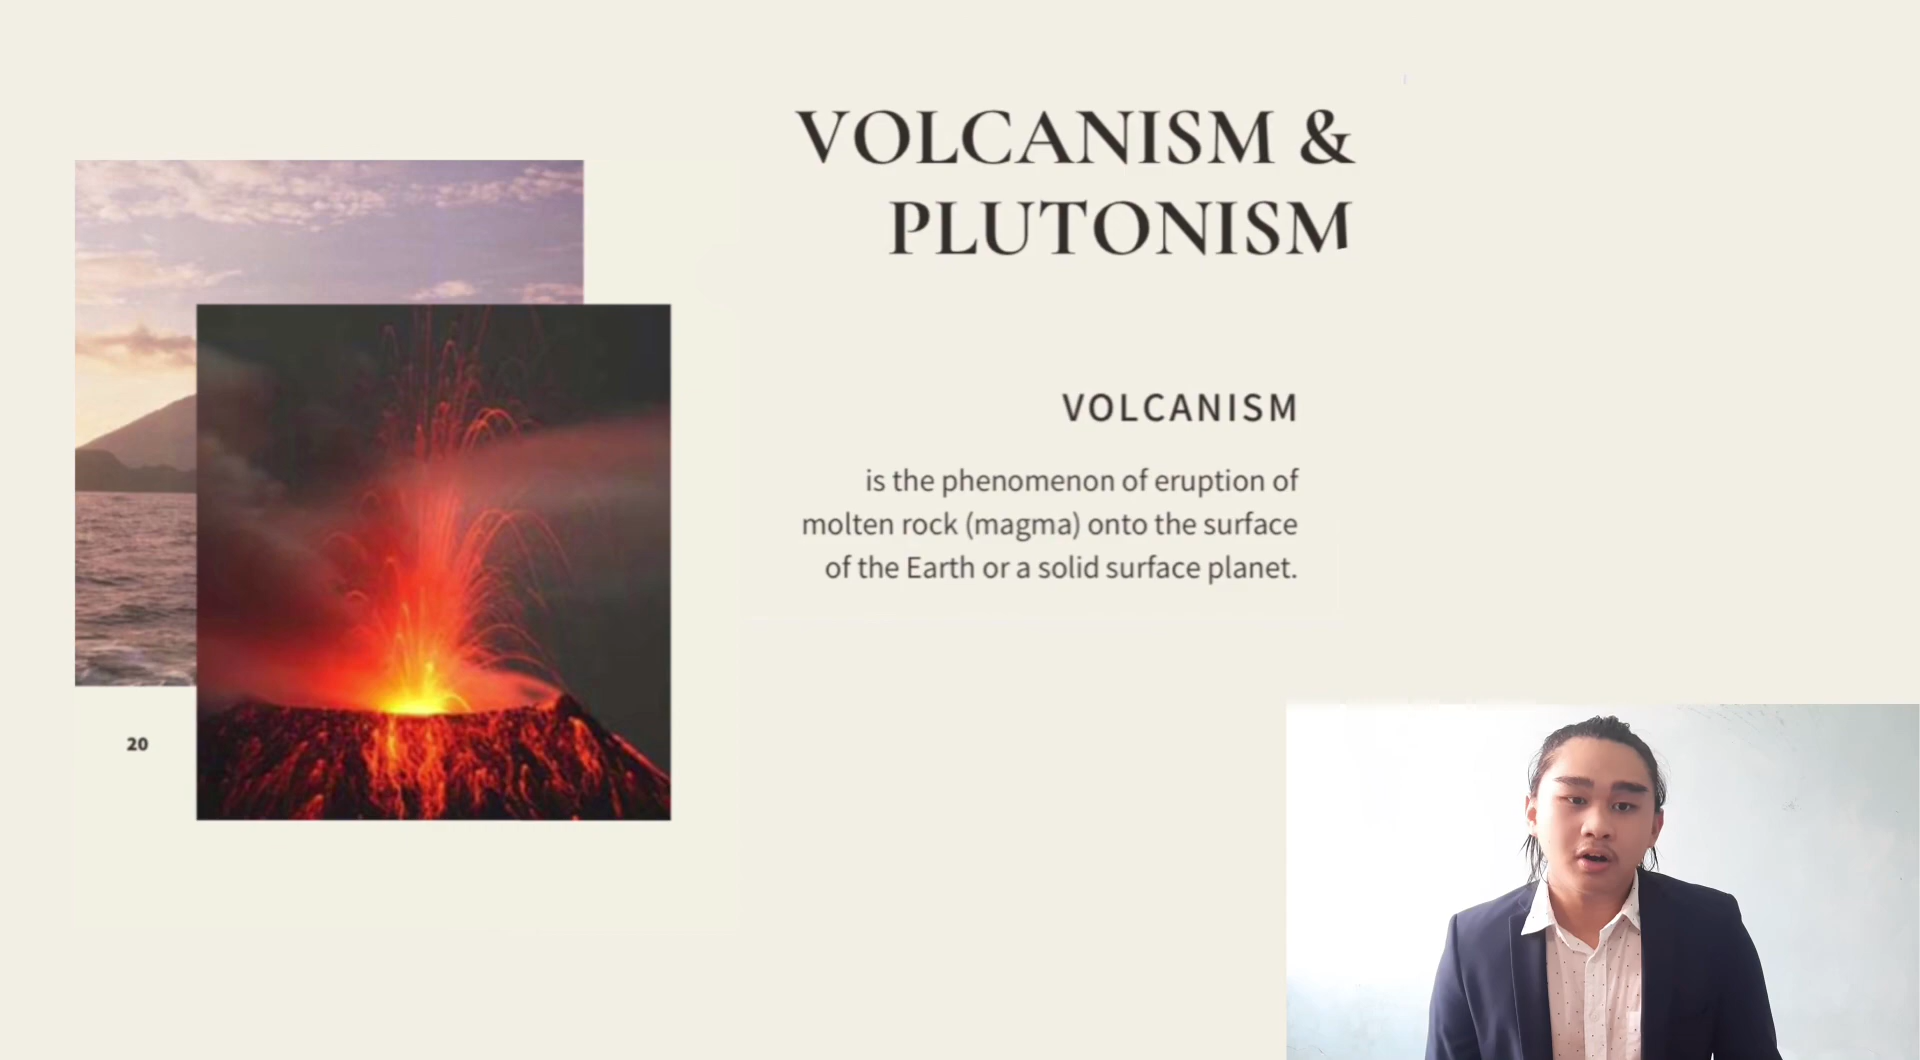 VOLCANISM &
PLUTONISM
VOLCANISM
is the phenomenon of eruption of
molten rock (magma) onto the surface
of the Earth or a solid surface planet.
20